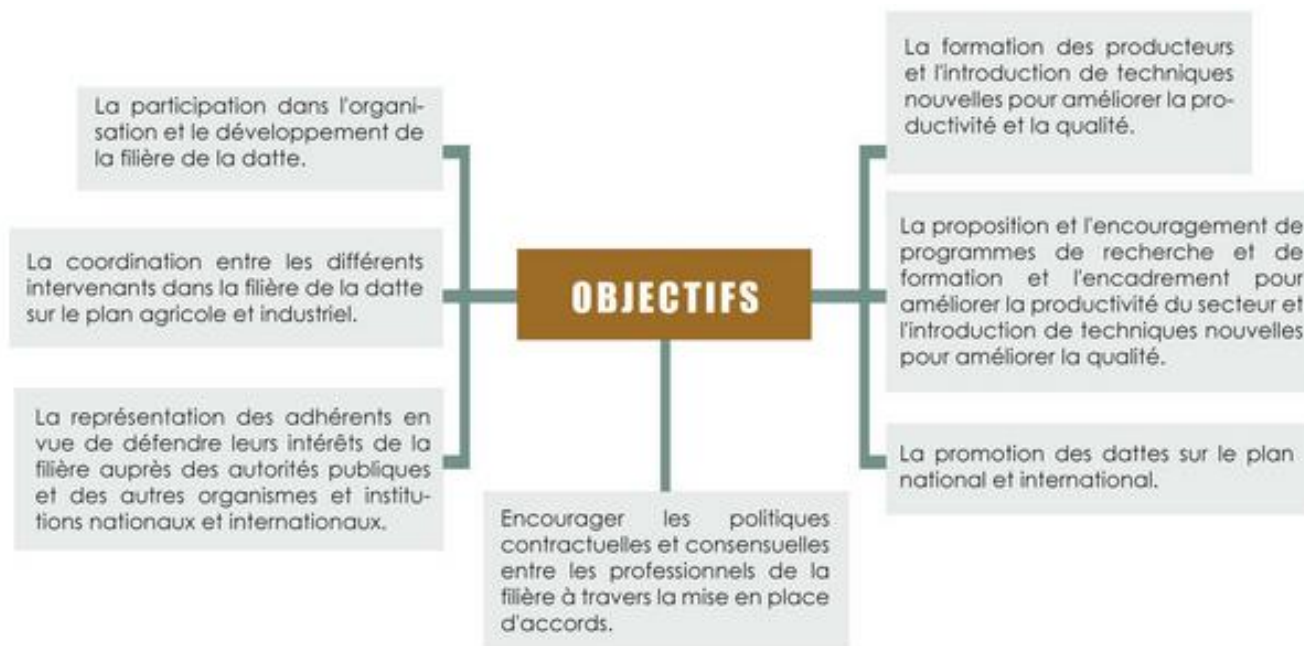 La participation dans l'organi-
sation et le développement de
la filière de la datte.
La coordination entre les différents
intervenants dans la filière de la datte
sur le plan agricole et industriel.
La représentation des adhérents en
vue de défendre leurs intérêts de la
filière auprès des autorités publiques
et des autres organismes et institu-
tions nationaux et internationaux.
OBJECTIFS
Encourager les politiques
contractuelles et consensuelles
entre les professionnels de la
filière à travers la mise en place
d'accords.
La formation des producteurs
et l'introduction de techniques
nouvelles pour améliorer la pro-
ductivité et la qualité.
La proposition et l'encouragement de
programmes de recherche et de
formation et l'encadrement pour
améliorer la productivité du secteur et
l'introduction de techniques nouvelles
pour améliorer la qualité.
La promotion des dattes sur le plan
national et international.